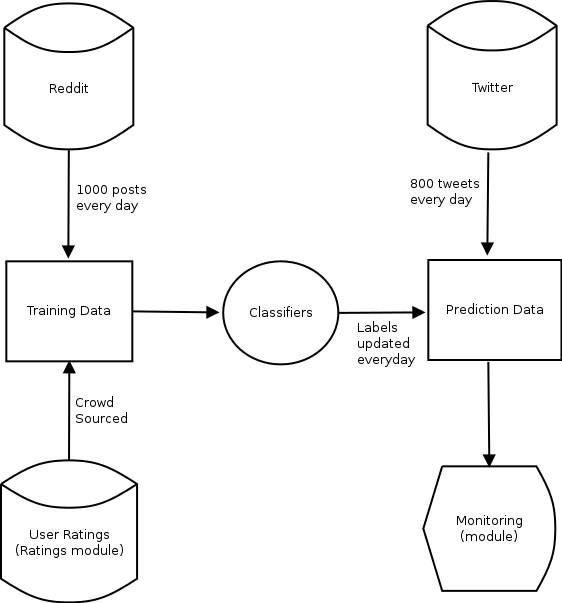 Reddit
Twitter
1000 posts
every day
800 tweets
every day
Training Data
Classifiers
Prediction Data
Labels
updated
everyday
Crowd
Sourced
User Ratings
(Ratings module)
Monitoring
(module)